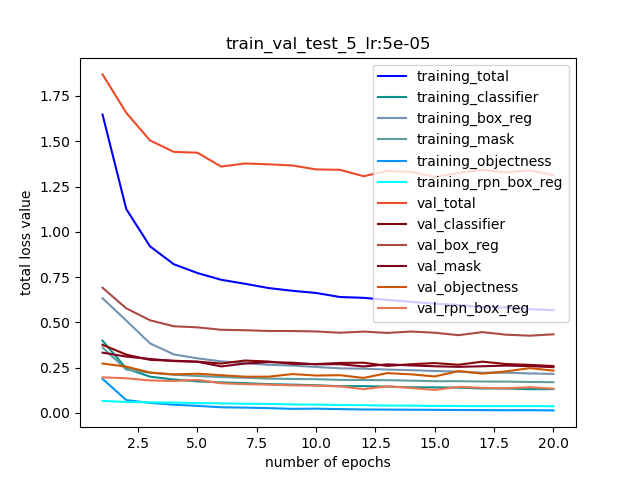 train_val_test_5_lr:5e-05
total loss value
1.75
1.50
1.25
1.00
0.75
0.50
0.25
0.00
training_total
training_classifier
training_box_reg
training_mask
training_objectness
training_rpn_box_reg
val_total
val_classifier
val_box_reg
val_mask
val_objectness
val_rpn_box_reg
2.5 5.0 7.5 10.0 12.5 15.0 17.5 20.0
number of epochs